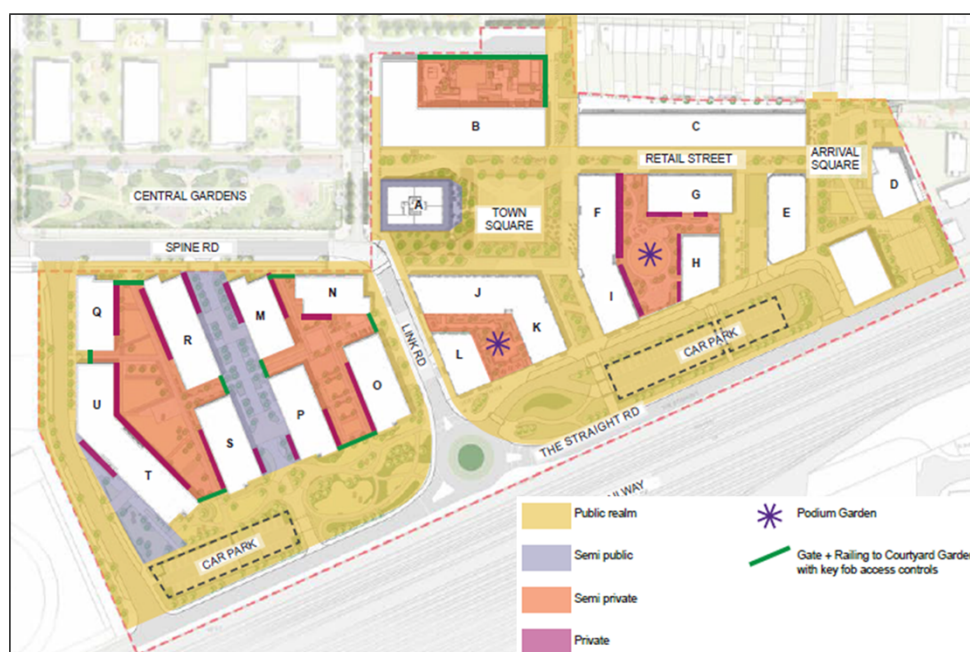 B
C
RETAIL STREET
ARRIVAL
SQUARE
D
CENTRAL GARDENS
A
TOWN
SQUARE
F
G
E
SPINE RD
H
I
Q
R
M
N
J
K
L
LINK RD
CAR PARK
U
T
S
P
O
THE STRAIGHT RD
CAR PARK
Public realm
Semi public
Semi private
Private
Podium Garden
Gate + Railing to Courtyard Garden
with key fob access controls